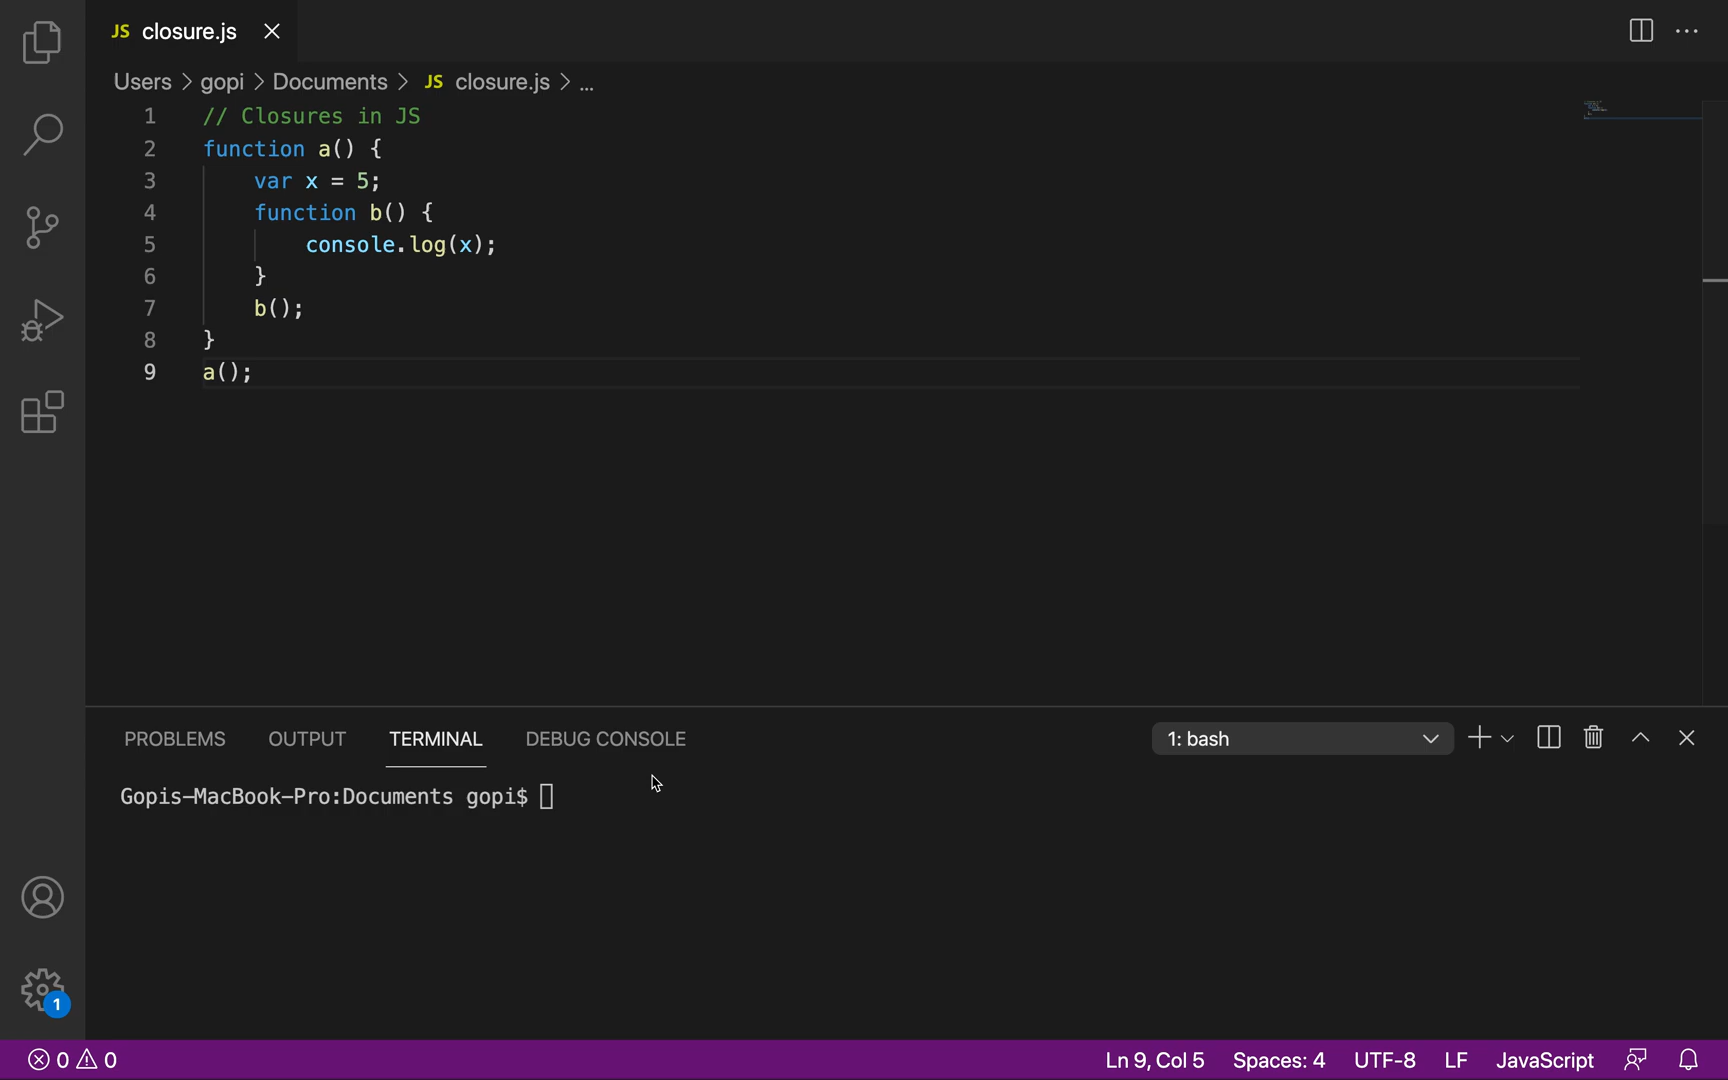 JS closure.js
Users > gopi > Documents > JS closure.js > ...
1 // Closures in JS
2 function a() {
3     var x = 5;
4     function b() {
5         console.log(x);
6     }
7     b();
8 }
9 a();
PROBLEMS OUTPUT TERMINAL DEBUG CONSOLE 1: bash
Gopis-MacBook-Pro:Documents gopi$
1
0 0 Ln 9, Col 5 Spaces: 4 UTF-8 LF JavaScript